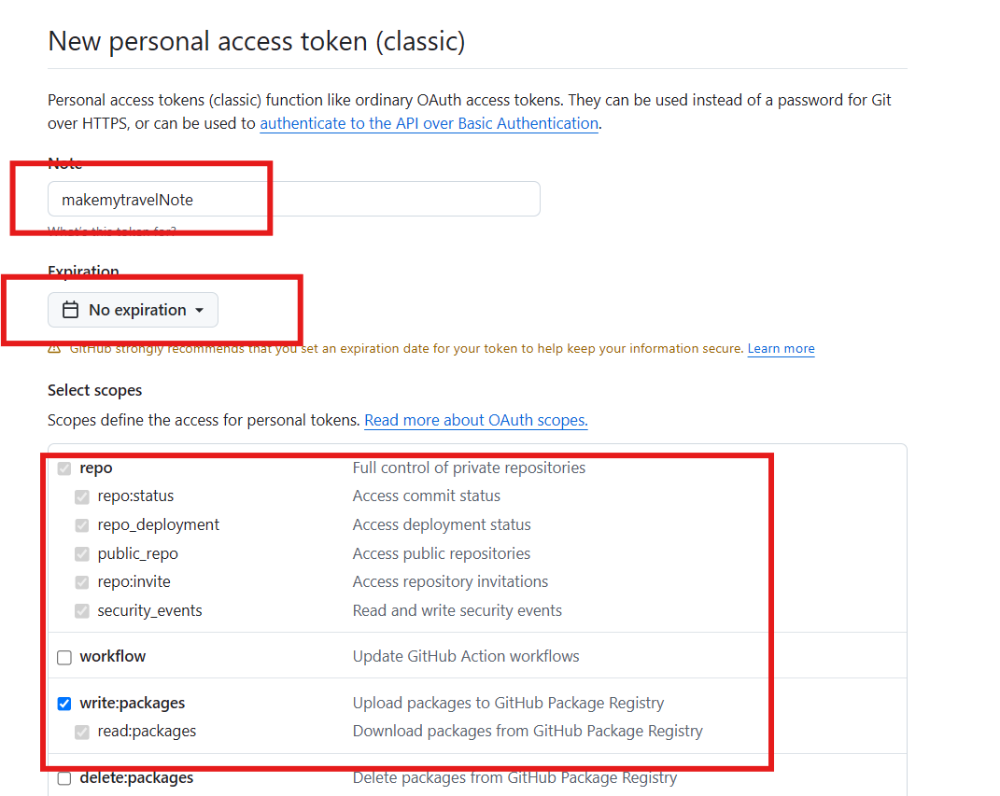 New personal access token (classic)
Personal access tokens (classic) function like ordinary OAuth access tokens. They can be used instead of a password for Git
over HTTPS, or can be used to authenticate to the API over Basic Authentication.
Note
makemytravelNote
What's this token for?
Expiration
No expiration
GitHub strongly recommends that you set an expiration date for your token to help keep your information secure. Learn more
Select scopes
Scopes define the access for personal tokens. Read more about OAuth scopes.
repo Full control of private repositories
repo:status Access commit status
repo_deployment Access deployment status
public_repo Access public repositories
repo:invite Access repository invitations
security_events Read and write security events
workflow Update GitHub Action workflows
write:packages Upload packages to GitHub Package Registry
read:packages Download packages from GitHub Package Registry
delete:packages Delete packages from GitHub Package Registry